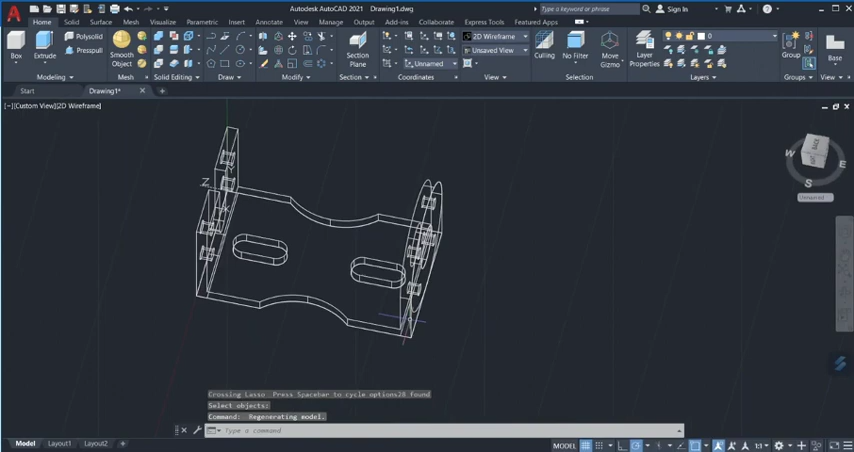 Autodesk AutoCAD 2021 Drawing1.dwg
Type a keyword or phrase
Sign In
Home Solid Surface Mesh Visualize Parametric Insert Annotate View Manage Output Add-ins Collaborate Express Tools Featured Apps
Box
Extrude
Polysolid
Presspull
Smooth
Object
Section
Plane
2D Wireframe
Unsaved View
Unnamed
Culling
No Filter
Move
Gizmo
Layer
Properties
0
Group
Base
Modeling
Mesh
Solid Editing
Draw
Modify
Section
Coordinates
View
Selection
Layers
Groups
View
Start
Drawing1*
[−][Custom View][2D Wireframe]
Z
X
W
S
E
BACK
Unnamed
Crossing Lasso Press Spacebar to cycle options28 found
Select objects:
Command: Regenerating model.
Type a command
Model Layout1 Layout2
MODEL
1:1